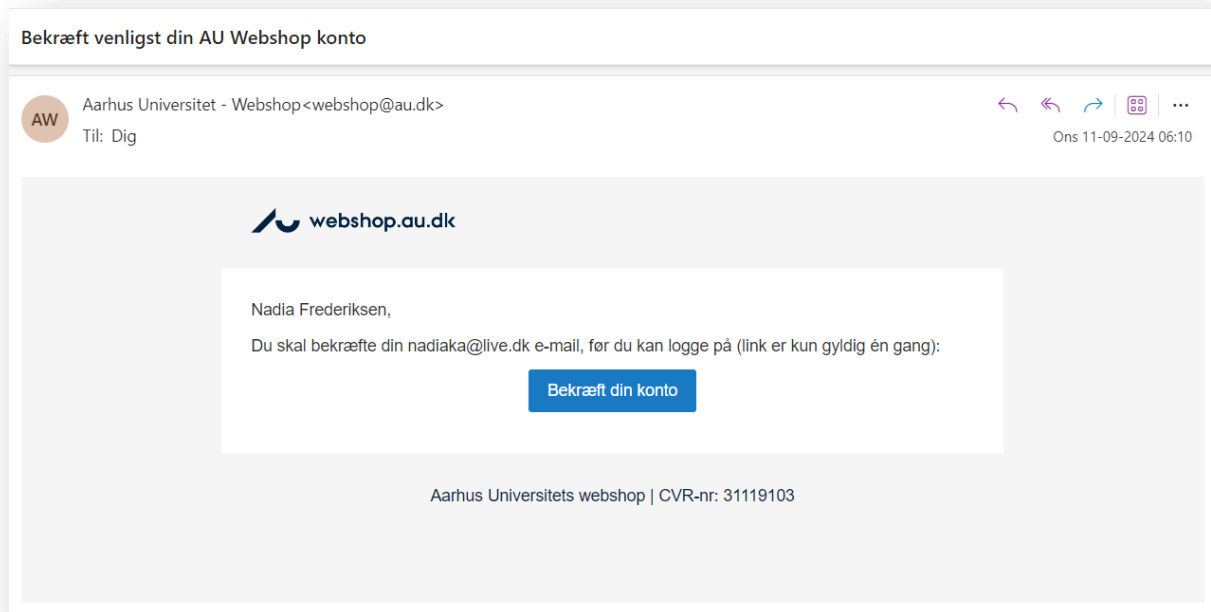 Bekræft venligst din AU Webshop konto
AW
Aarhus Universitet - Webshop<webshop@au.dk>
Til: Dig
Ons 11-09-2024 06:10
webshop.au.dk
Nadia Frederiksen,
Du skal bekræfte din nadiaka@live.dk e-mail, før du kan logge på (link er kun gyldig én gang):
Bekræft din konto
Aarhus Universitets webshop | CVR-nr: 31119103